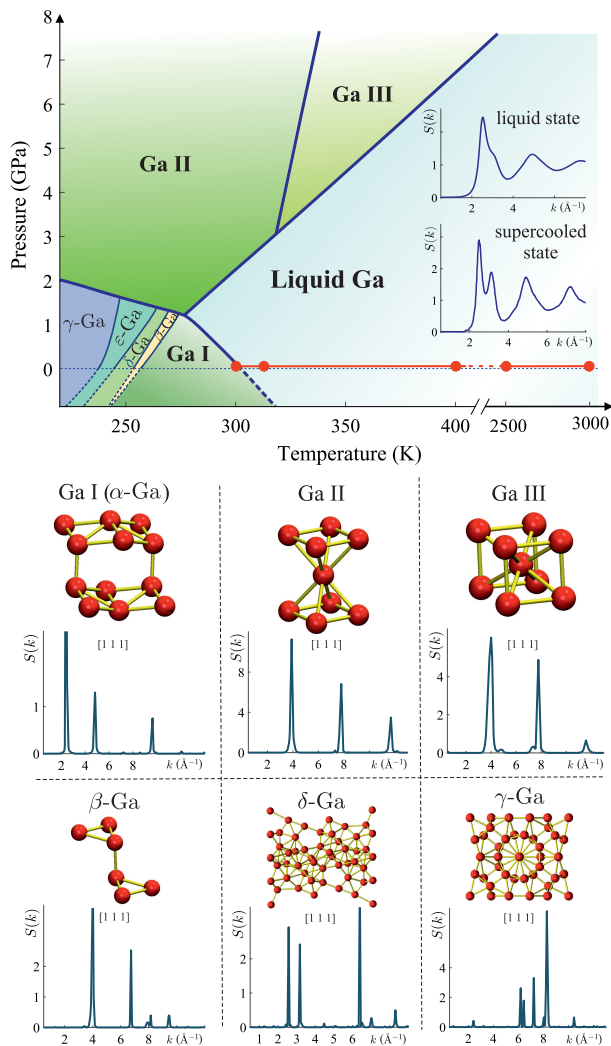 8
7
6
5
4
3
2
1
0
Pressure (GPa)
Ga II
Ga III
Liquid Ga
γ-Ga
ε-Ga
δ-Ga
β-Ga
Ga I
S(k)
2
1
0
2
4
k (Å⁻¹)
liquid state
S(k)
3
2
1
0
2
4
6
k (Å⁻¹)
supercooled
state
250
300
350
400
2500
3000
Temperature (K)
Ga I (α-Ga)
Ga II
Ga III
S(k)
[1 1 1]
1
0
2
4
6
8
k (Å⁻¹)
S(k)
[1 1 1]
10
5
0
2
4
6
8
k (Å⁻¹)
S(k)
[1 1 1]
4
2
0
2
4
6
8
k (Å⁻¹)
β-Ga
δ-Ga
γ-Ga
S(k)
[1 1 1]
2
0
2
4
6
8
k (Å⁻¹)
S(k)
[1 1 1]
2
1
0
1
2
3
4
5
6
k (Å⁻¹)
S(k)
[1 1 1]
4
2
0
2
4
6
8
k (Å⁻¹)